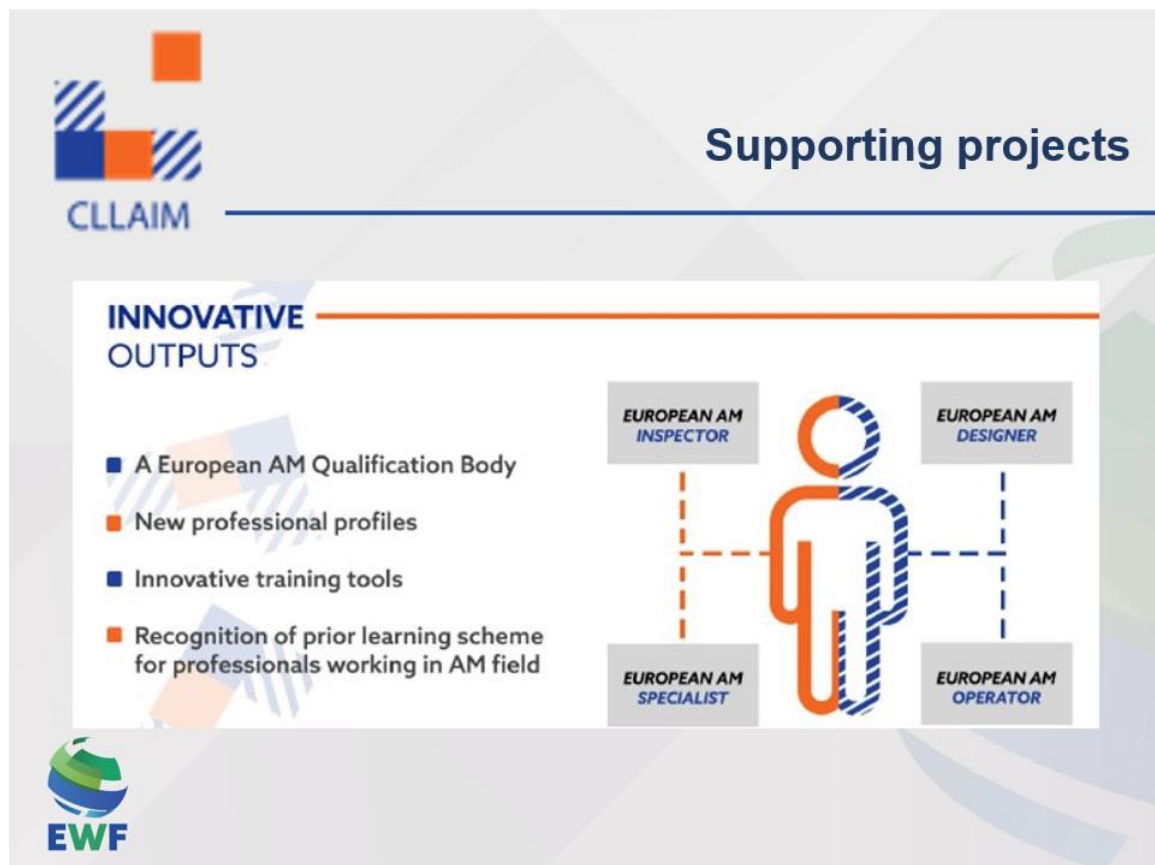 CLLAIM
Supporting projects
INNOVATIVE
OUTPUTS
A European AM Qualification Body
New professional profiles
Innovative training tools
Recognition of prior learning scheme
for professionals working in AM field
EUROPEAN AM
INSPECTOR
EUROPEAN AM
DESIGNER
EUROPEAN AM
SPECIALIST
EUROPEAN AM
OPERATOR
EWF